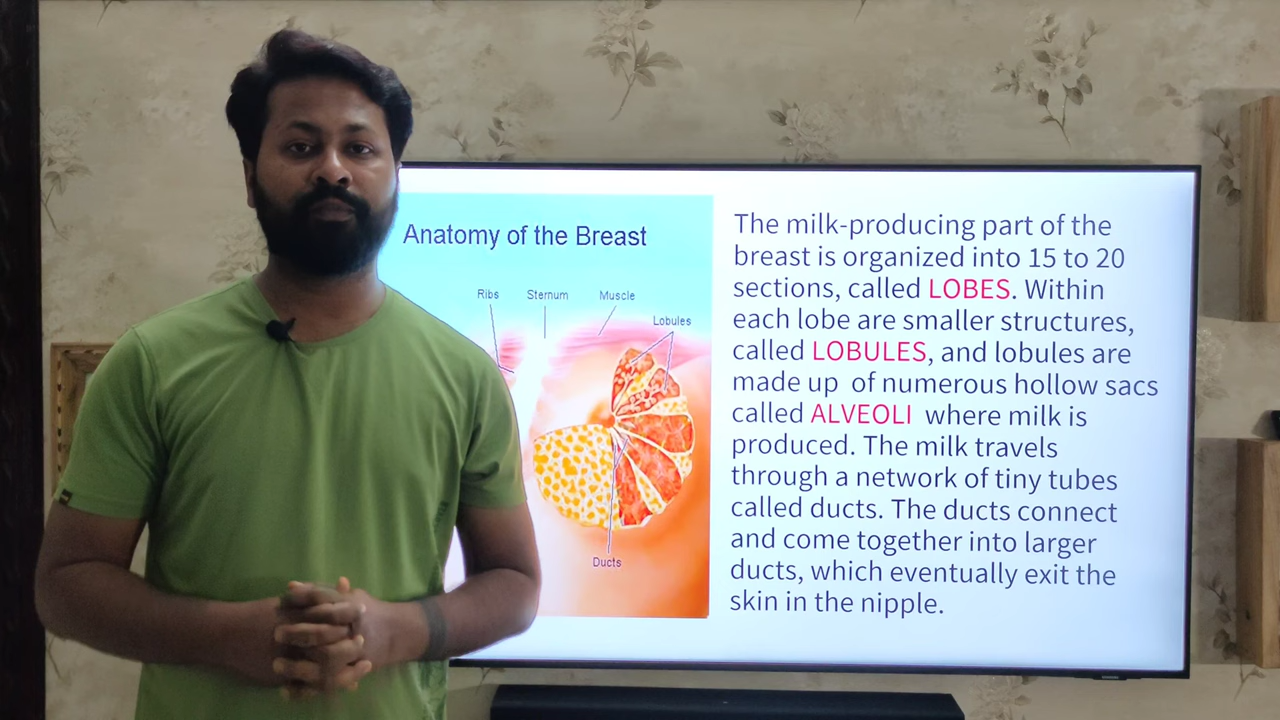 Anatomy of the Breast
Ribs
Sternum
Muscle
Lobules
Ducts
The milk-producing part of the
breast is organized into 15 to 20
sections, called LOBES. Within
each lobe are smaller structures,
called LOBULES, and lobules are
made up of numerous hollow sacs
called ALVEOLI where milk is
produced. The milk travels
through a network of tiny tubes
called ducts. The ducts connect
and come together into larger
ducts, which eventually exit the
skin in the nipple.